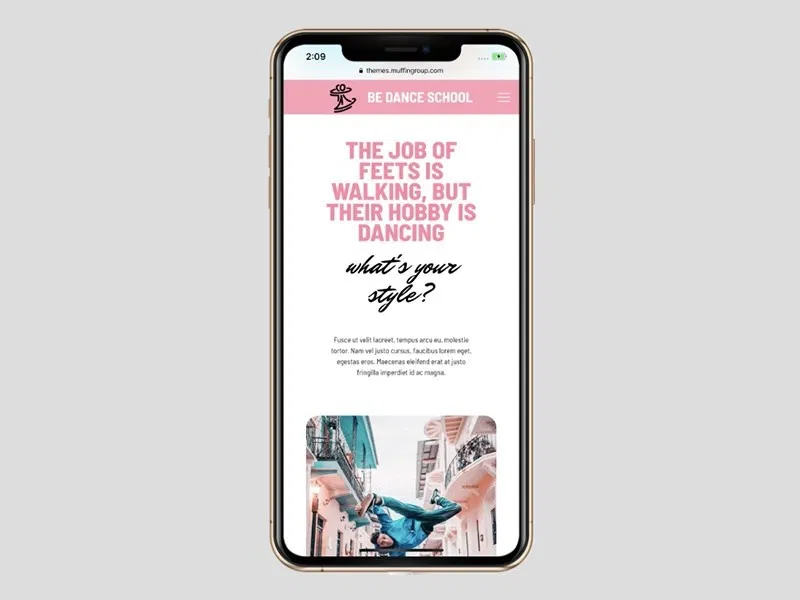 2:09
themes.muffingroup.com
BE DANCE SCHOOL
THE JOB OF
FEETS IS
WALKING, BUT
THEIR HOBBY IS
DANCING
what's your
style?
Fusce ut velit laoreet, tempus arcu eu, molestie
tortor. Nam vel justo cursus, faucibus lorem eget,
egestas eros. Maecenas eleifend erat at justo
fringilla imperdiet id ac magna.